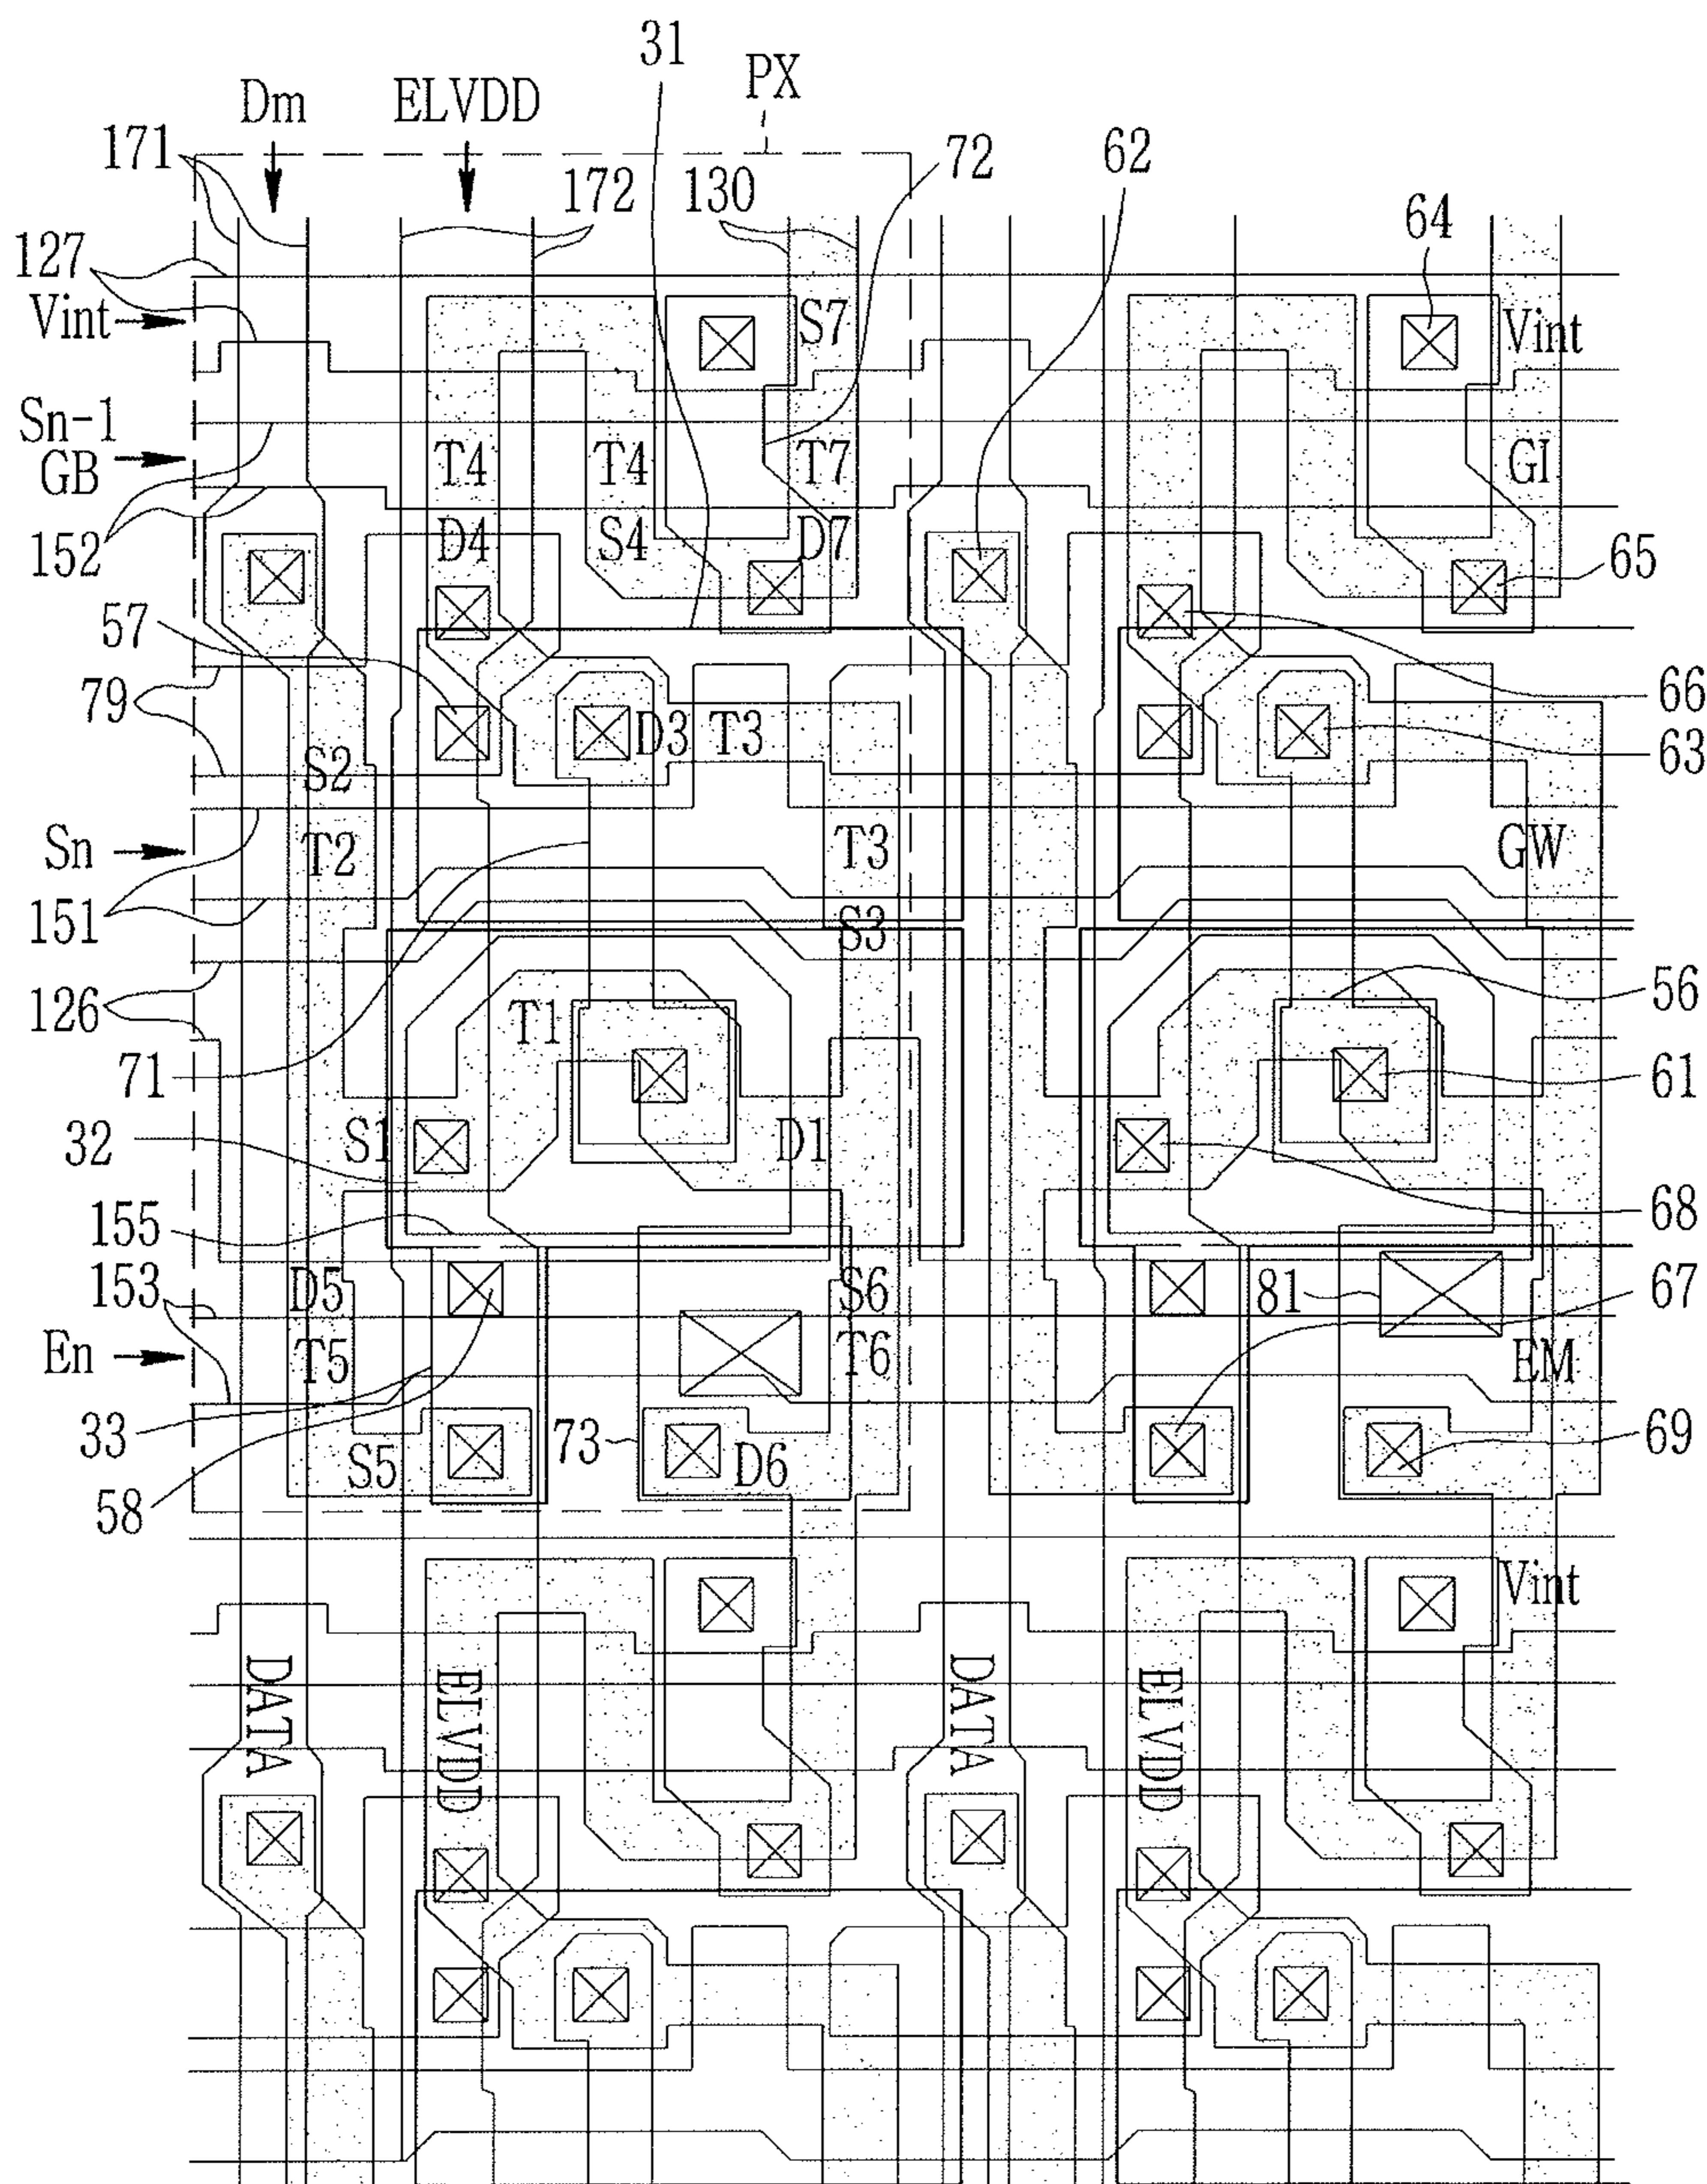 31
PX
Dm
ELVDD
171
172
130
72
62
64
127
Vint
S7
Vint
Sn-1
GB
T4
T4
T7
GI
152
D4
S4
D7
65
57
66
79
S2
D3
T3
63
Sn
T2
T3
GW
151
S3
126
T1
56
71
61
32
S1
D1
68
155
153
D5
S6
81
67
En
T5
T6
EM
33
S5
73
D6
69
58
Vint
DATA
ELVDD
DATA
ELVDD